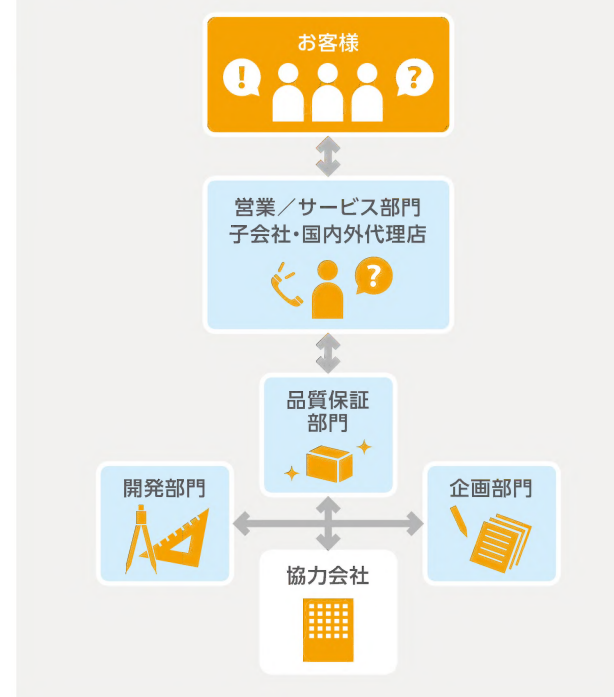 お客様
!
?
営業／サービス部門
子会社・国内外代理店
?
品質保証
部門
開発部門
企画部門
協力会社